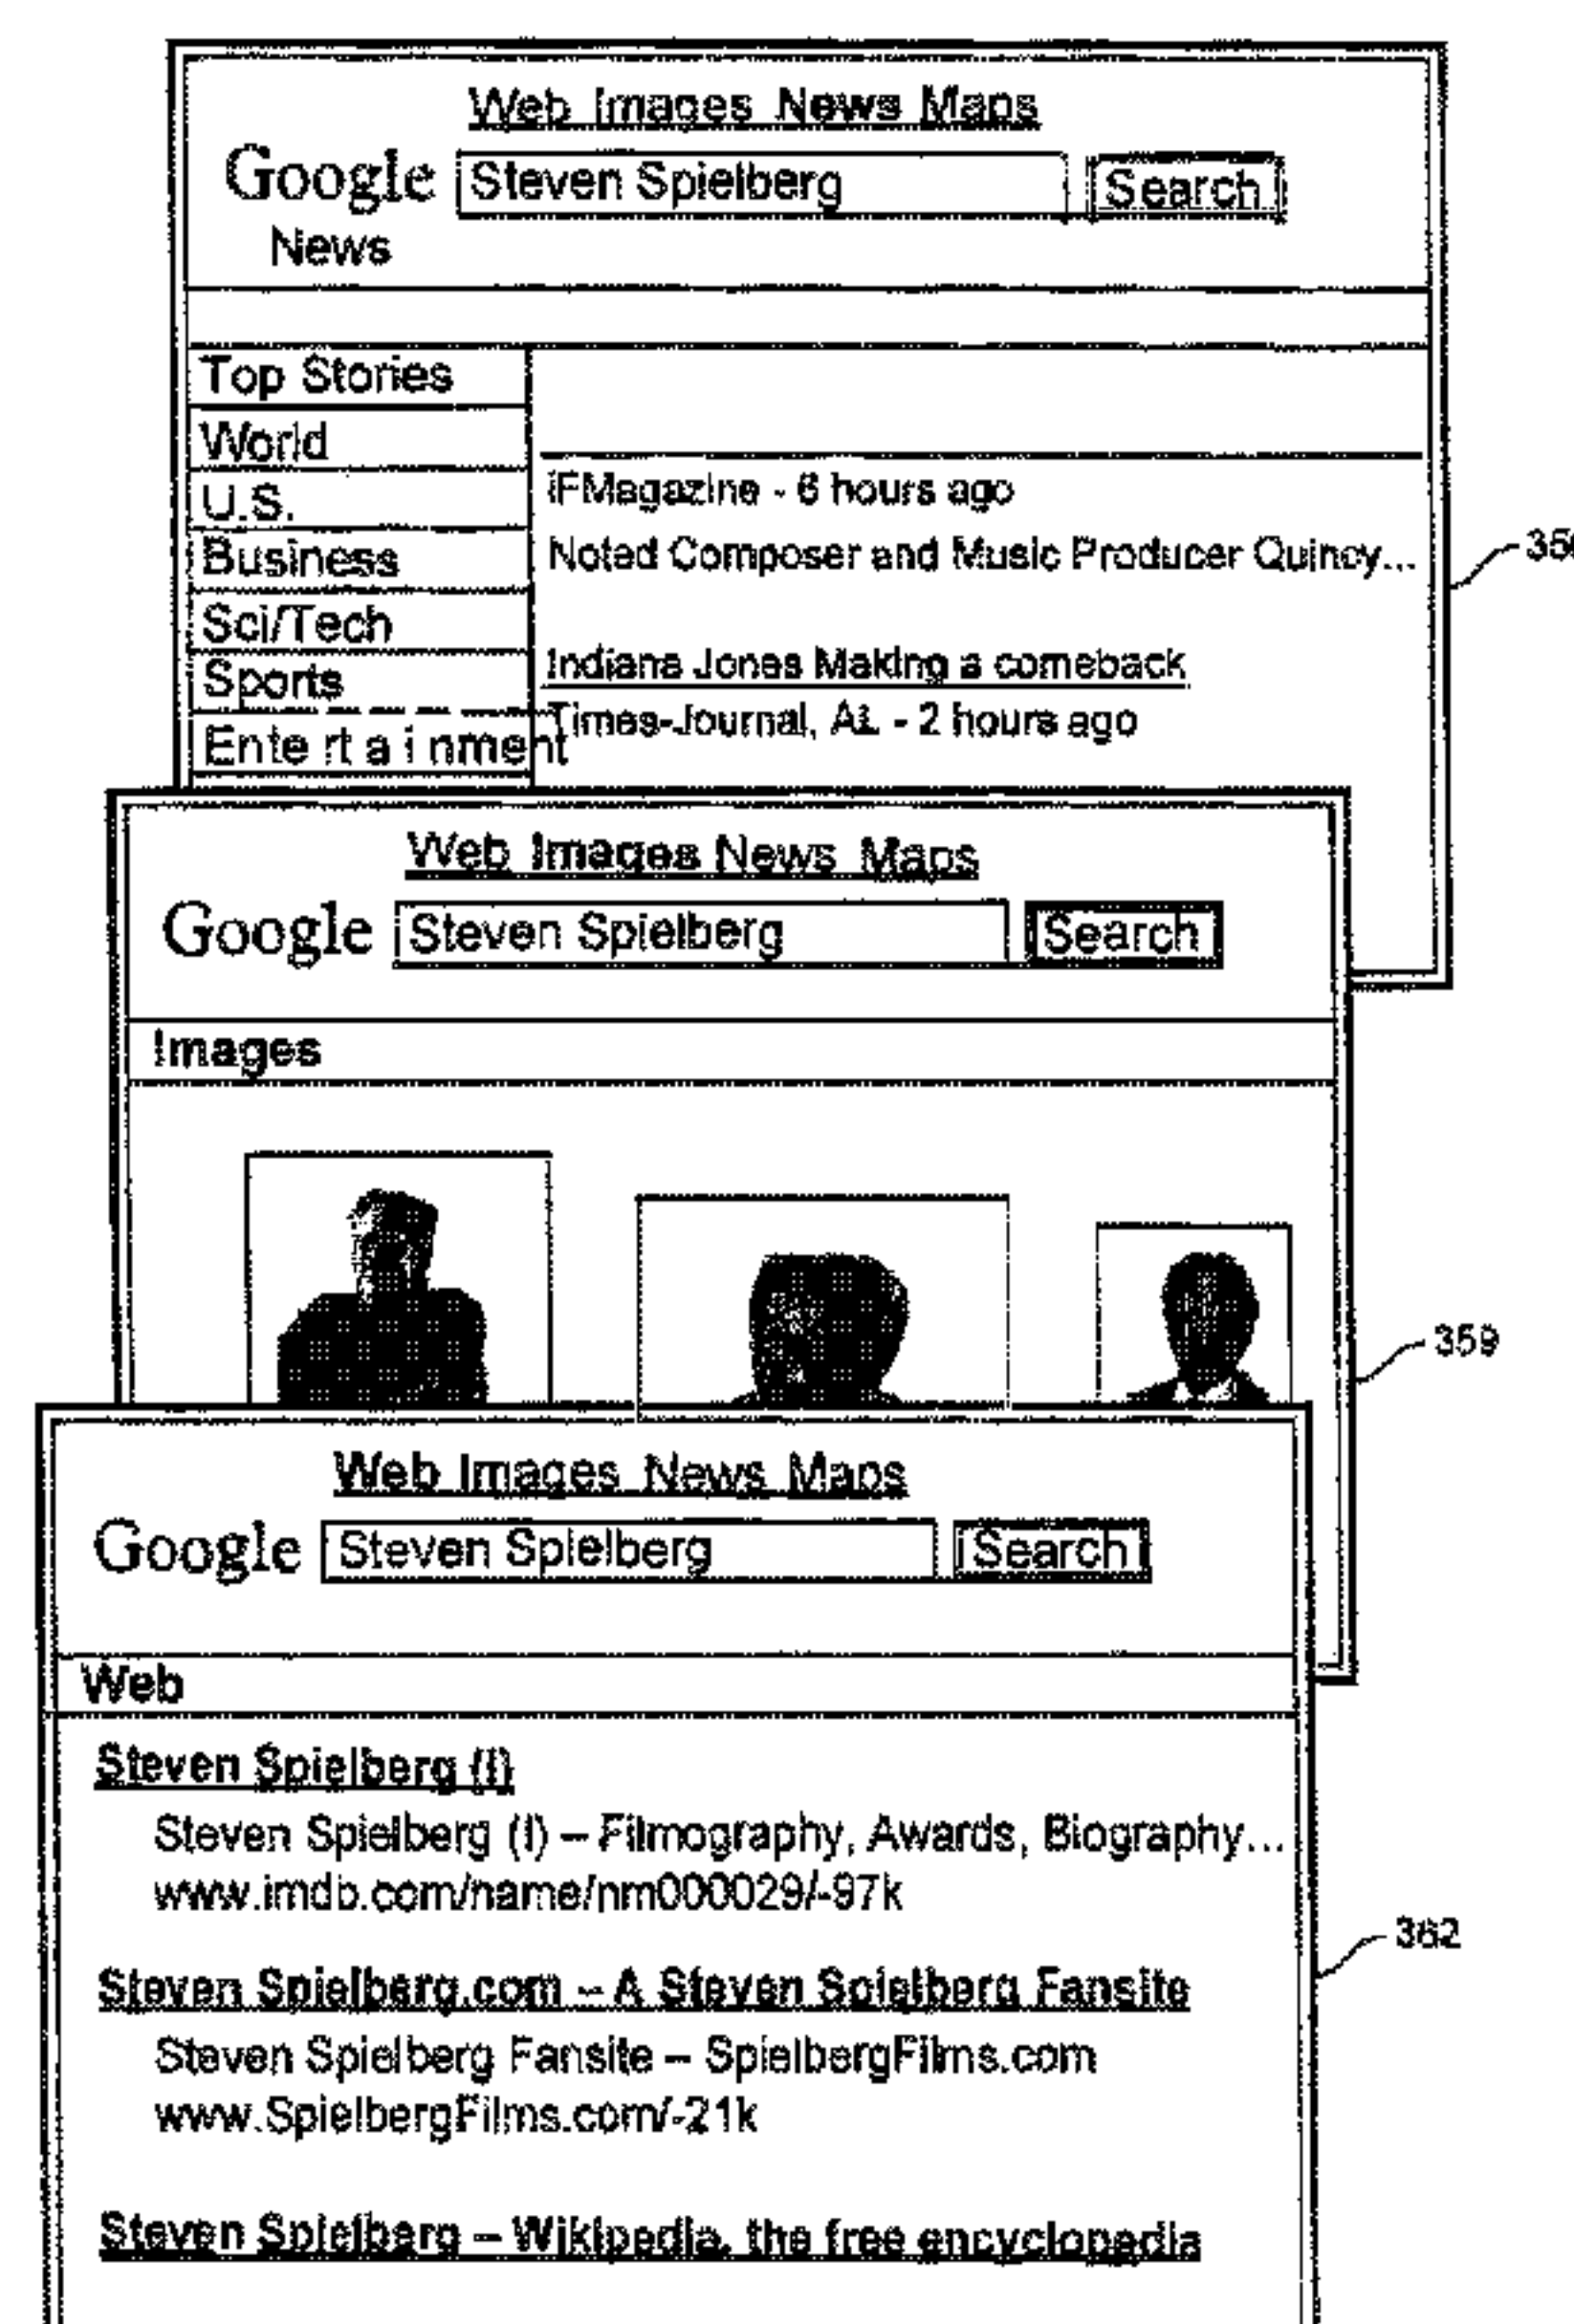 Web Images News Maps
Google Steven Spielberg Search
News
Top Stories
World
U.S.
Business
Sci/Tech
Sports
Entertainment
iFMagazine - 6 hours ago
Noted Composer and Music Producer Quincy...
Indiana Jones Making a comeback
Times-Journal, AL - 2 hours ago
Web Images News Maps
Google Steven Spielberg Search
Images
359
Web Images News Maps
Google Steven Spielberg Search
Web
Steven Spielberg (I)
Steven Spielberg (I) – Filmography, Awards, Biography...
www.imdb.com/name/nm000029/-97k
362
Steven Spielberg.com – A Steven Spielberg Fansite
Steven Spielberg Fansite – SpielbergFilms.com
www.SpielbergFilms.com/-21k
Steven Spielberg – Wikipedia, the free encyclopedia